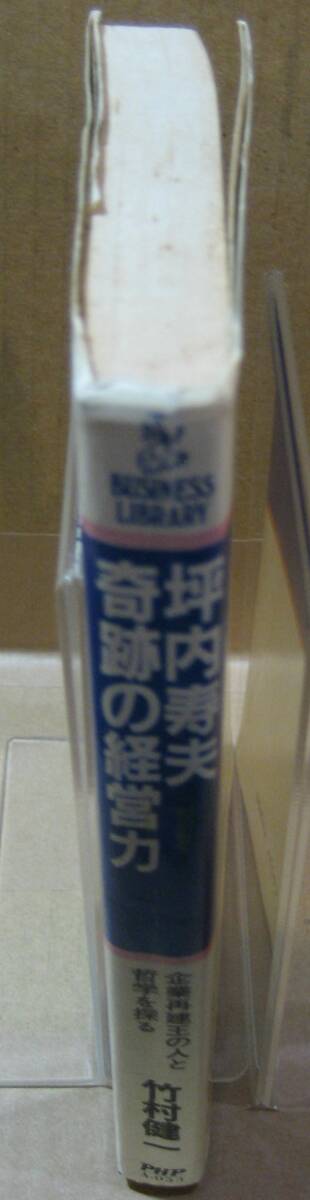 BUSINESS
LIBRARY
坪内寿夫
奇跡の経営力
企業再建王の人と
哲学を探る
竹村健一
PHP